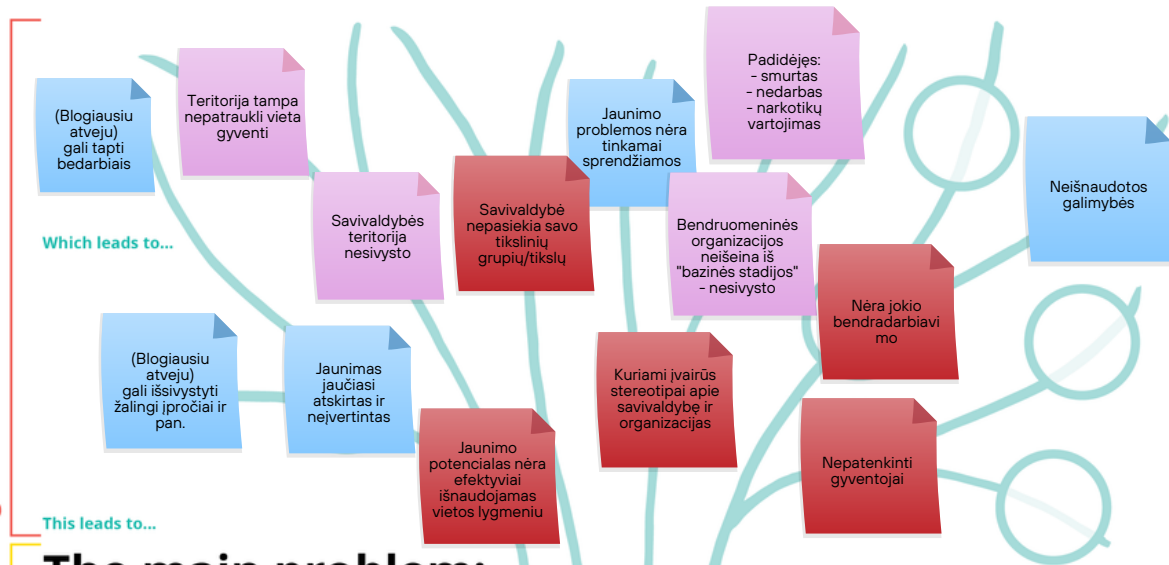 (Blogiausiu
atveju)
gali tapti
bedarbiais
Teritorija tampa
nepatraukli vieta
gyventi
Savivaldybės
teritorija
nesivysto
Savivaldybė
nepasiekia savo
tikslinių
grupių/tikslų
Jaunimo
problemos nėra
tinkamai
sprendžiamos
Padidėjęs:
- smurtas
- nedarbas
- narkotikų
vartojimas
Bendruomeninės
organizacijos
neišeina iš
"bazinės stadijos"
- nesivysto
Nėra jokio
bendradarbiavi
mo
Neišnaudotos
galimybės
Which leads to...
(Blogiausiu
atveju)
gali išsivystyti
žalingi įpročiai ir
pan.
Jaunimas
jaučiasi
atskirtas ir
neįvertintas
Jaunimo
potencialas nėra
efektyviai
išnaudojamas
vietos lygmeniu
Kuriami įvairūs
stereotipai apie
savivaldybę ir
organizacijas
Nepatenkinti
gyventojai
This leads to...
The main problem: